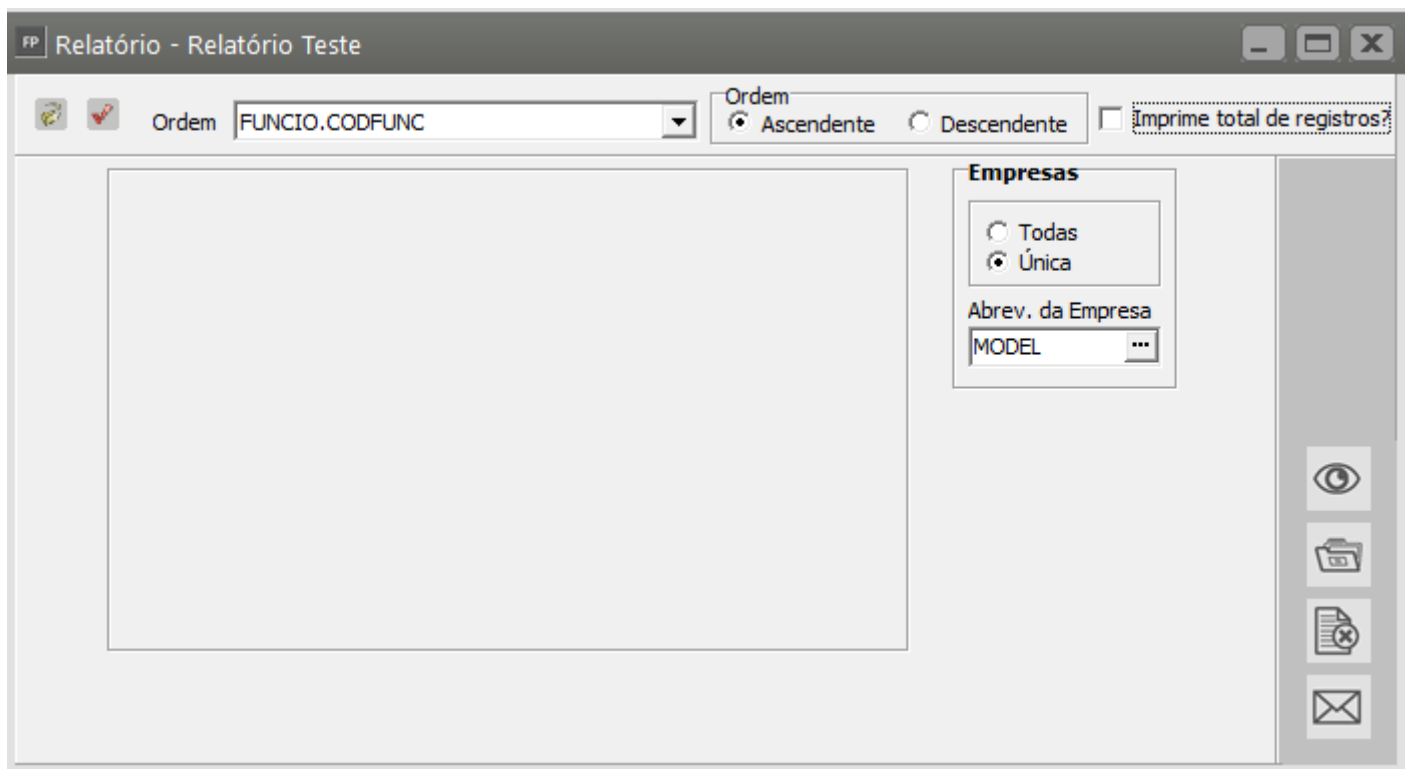 FP Relatório - Relatório Teste
Ordem
Ordem FUNCIO.CODFUNC Ascendente Descendente Imprime total de registros?
Empresas
Todas
Única
Abrev. da Empresa
MODEL ...